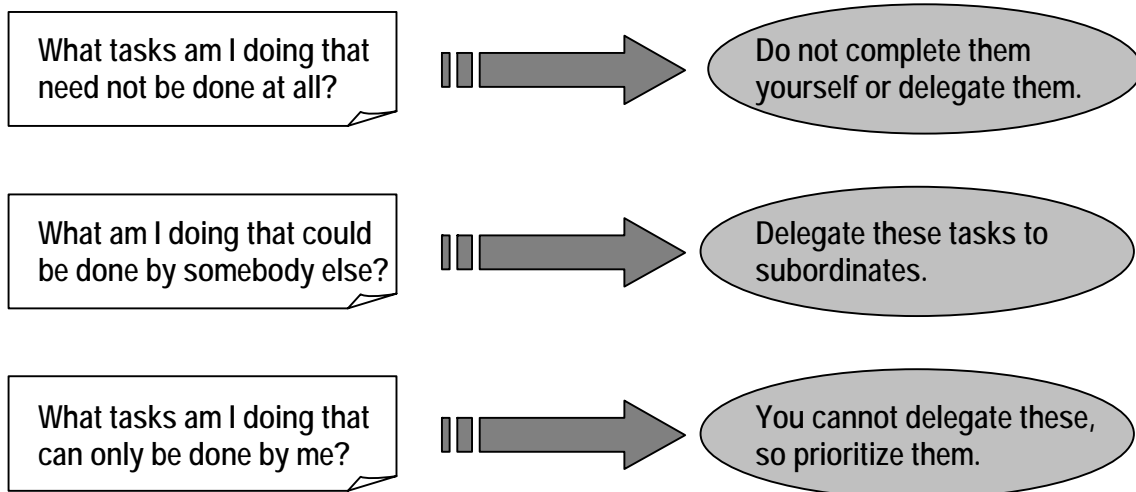 What tasks am I doing that
need not be done at all?
Do not complete them
yourself or delegate them.
What am I doing that could
be done by somebody else?
Delegate these tasks to
subordinates.
What tasks am I doing that
can only be done by me?
You cannot delegate these,
so prioritize them.